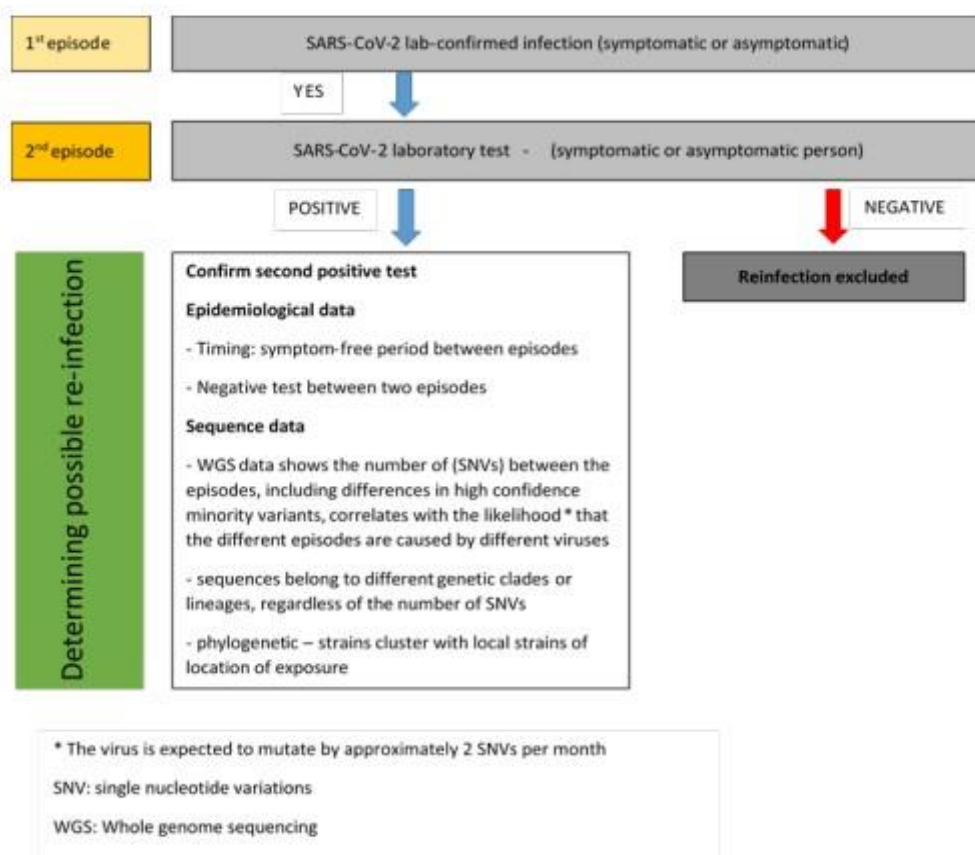 1st episode
SARS-CoV-2 lab-confirmed infection (symptomatic or asymptomatic)
YES
2nd episode
SARS-CoV-2 laboratory test - (symptomatic or asymptomatic person)
POSITIVE
NEGATIVE
Determining possible re-infection
Confirm second positive test
Epidemiological data
- Timing: symptom-free period between episodes
- Negative test between two episodes
Sequence data
- WGS data shows the number of (SNVs) between the
episodes, including differences in high confidence
minority variants, correlates with the likelihood * that
the different episodes are caused by different viruses
- sequences belong to different genetic clades or
lineages, regardless of the number of SNVs
- phylogenetic – strains cluster with local strains of
location of exposure
Reinfection excluded
* The virus is expected to mutate by approximately 2 SNVs per month
SNV: single nucleotide variations
WGS: Whole genome sequencing